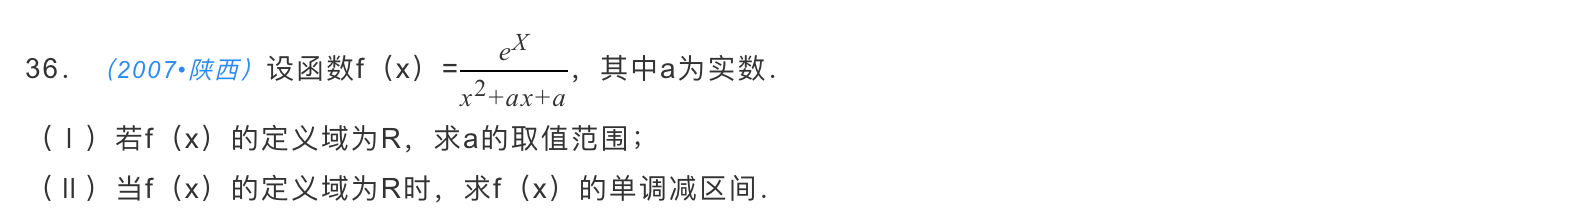 36. (2007•陕西)设函数f（x）=\frac{e^X}{x^2+ax+a}，其中a为实数.
（Ⅰ）若f（x）的定义域为R，求a的取值范围；
（Ⅱ）当f（x）的定义域为R时，求f（x）的单调减区间.